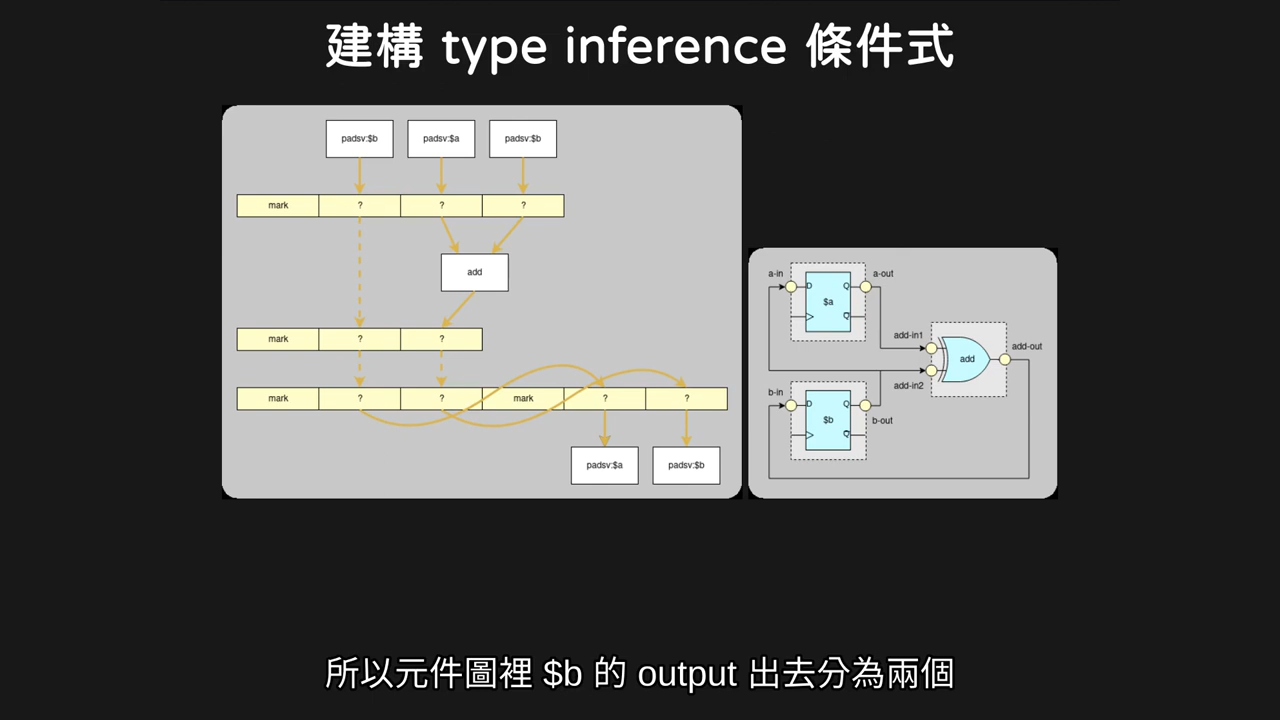 建構 type inference 條件式
padsv:$b padsv:$a padsv:$b
mark ? ? ?
add
mark ? ?
mark ? ? mark ? ?
padsv:$a padsv:$b
a-in a-out
D Q
$a
Q
add-in1
add-out
add
add-in2
b-in
D Q
b-out
$b
Q
所以元件圖裡 $b 的 output 出去分為兩個